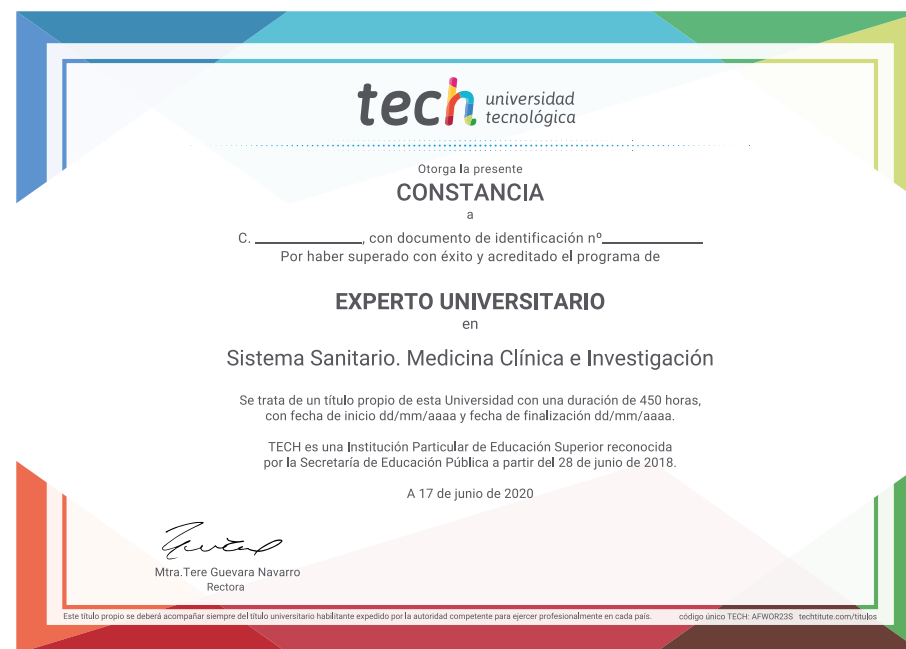 tech universidad
tecnológica
Otorga la presente
CONSTANCIA
a
C. ____________, con documento de identificación nº____________
Por haber superado con éxito y acreditado el programa de
EXPERTO UNIVERSITARIO
en
Sistema Sanitario. Medicina Clínica e Investigación
Se trata de un título propio de esta Universidad con una duración de 450 horas,
con fecha de inicio dd/mm/aaaa y fecha de finalización dd/mm/aaaa.
TECH es una Institución Particular de Educación Superior reconocida
por la Secretaría de Educación Pública a partir del 28 de junio de 2018.
A 17 de junio de 2020
Mtra.Tere Guevara Navarro
Rectora
Este título propio se deberá acompañar siempre del título universitario habilitante expedido por la autoridad competente para ejercer profesionalmente en cada país. código único TECH: AFWOR23S techtitute.com/titulos